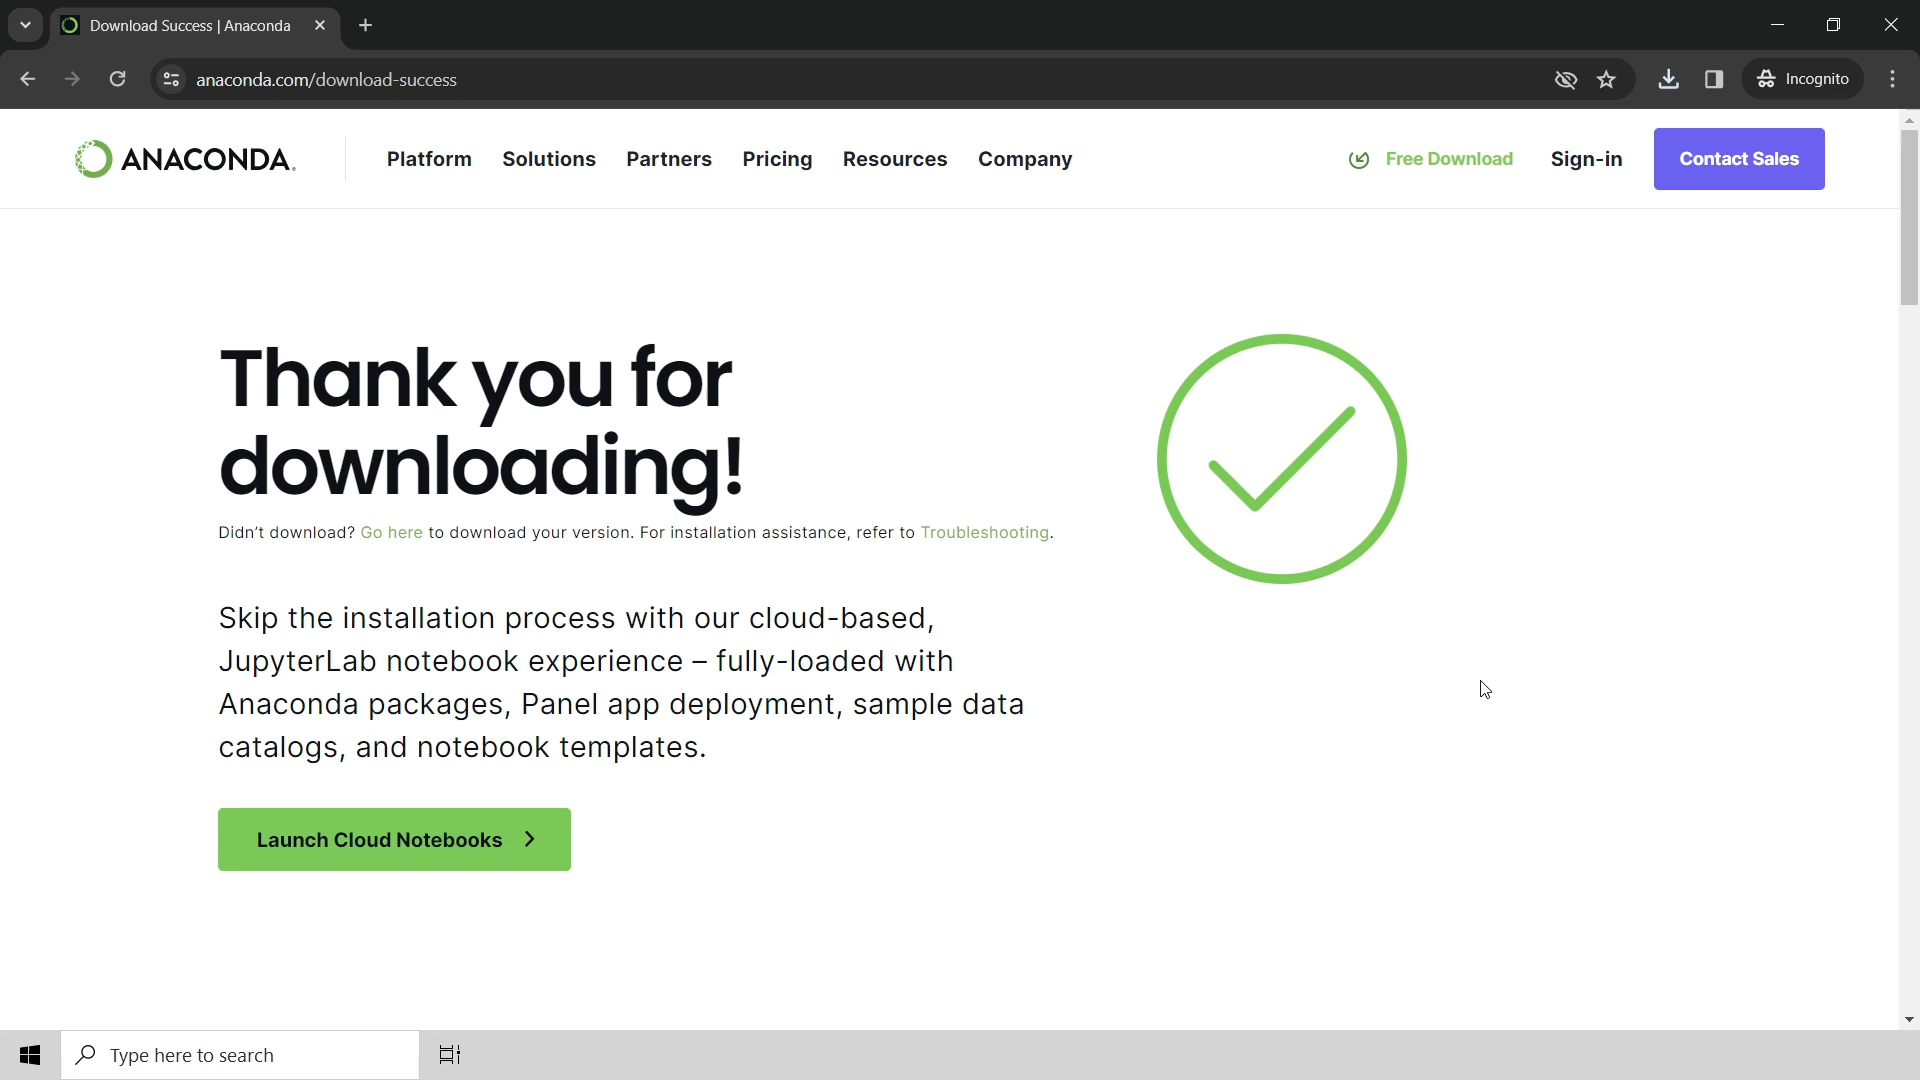 Download Success | Anaconda
anaconda.com/download-success
Incognito
ANACONDA.
Platform Solutions Partners Pricing Resources Company
Free Download Sign-in Contact Sales
Thank you for
downloading!
Didn't download? Go here to download your version. For installation assistance, refer to Troubleshooting.
Skip the installation process with our cloud-based,
JupyterLab notebook experience – fully-loaded with
Anaconda packages, Panel app deployment, sample data
catalogs, and notebook templates.
Launch Cloud Notebooks
Type here to search